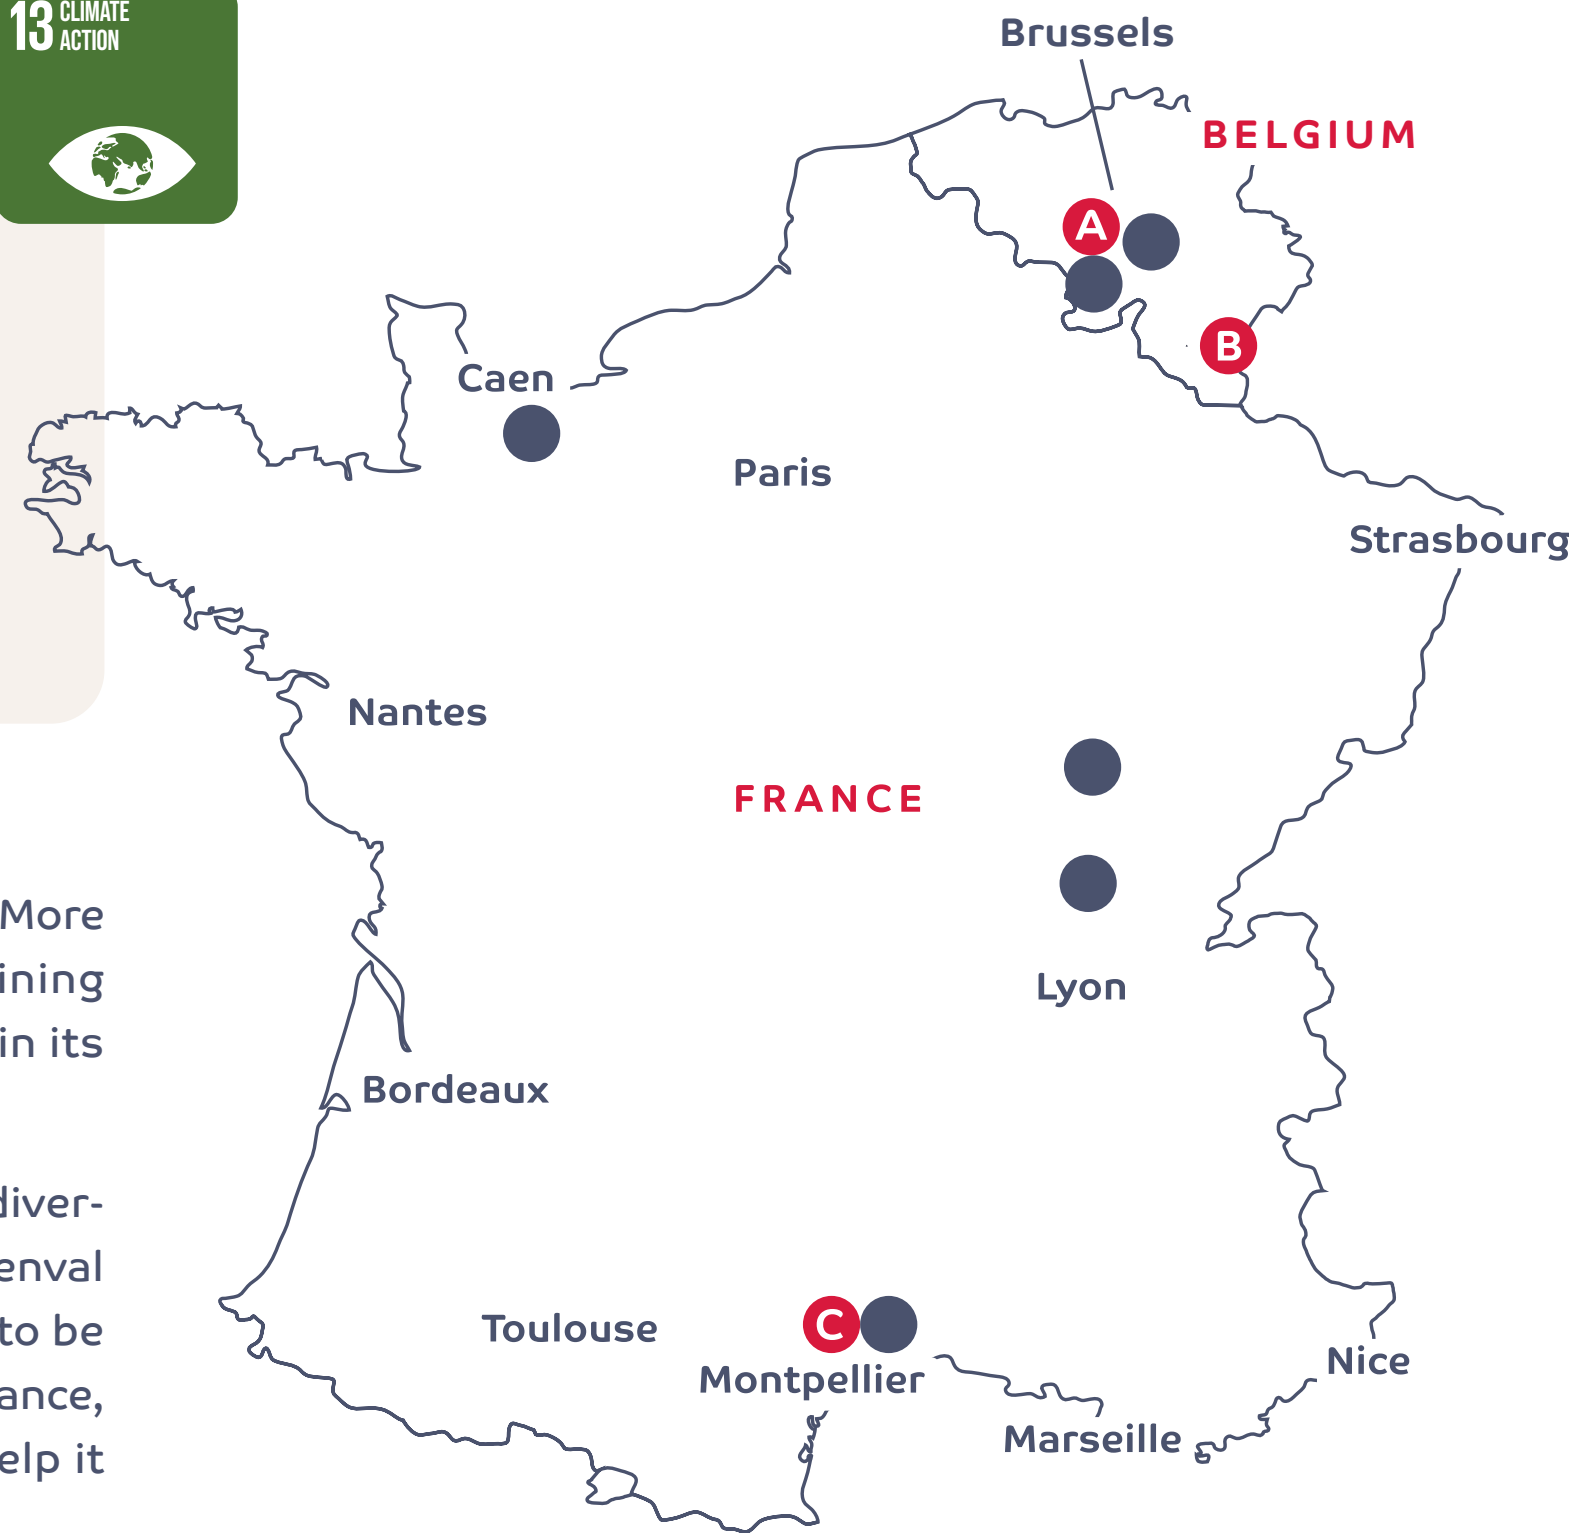 13 CLIMATE
ACTION
Brussels
BELGIUM
A
B
Caen
Paris
Strasbourg
Nantes
FRANCE
Lyon
Bordeaux
C
Toulouse
Montpellier
Nice
Marseille
More
ining
in its
diver-
enval
to be
ance,
elp it